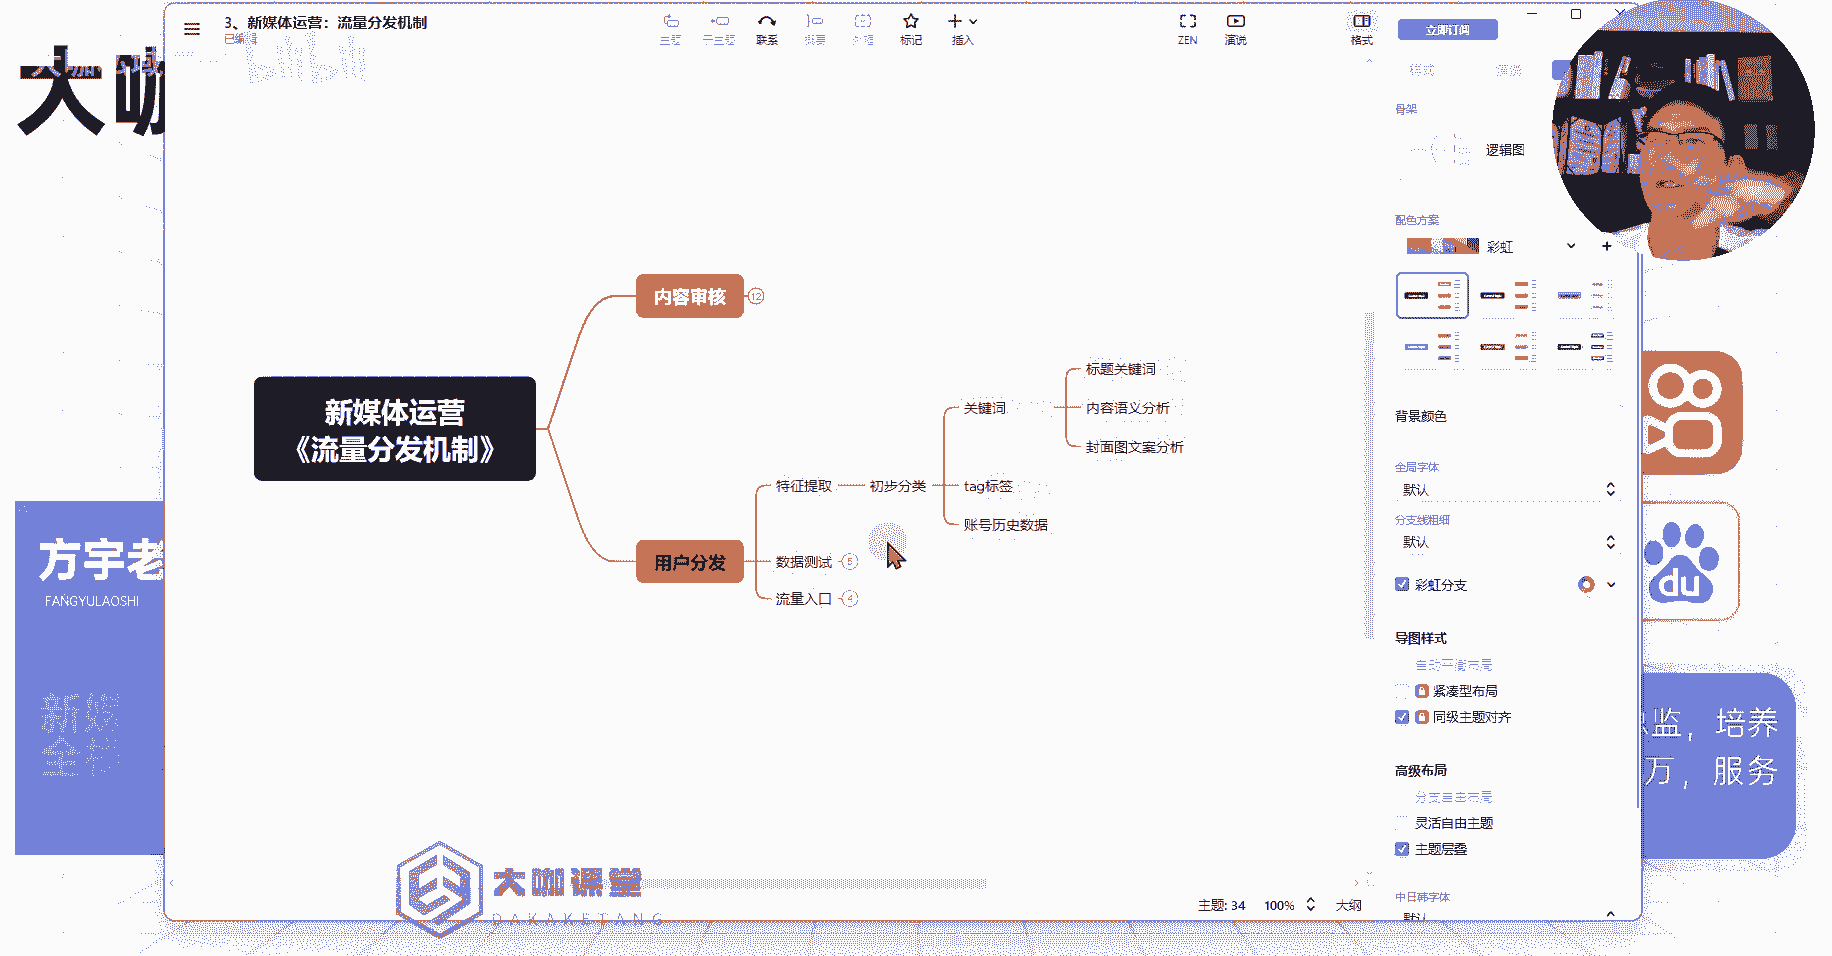 大咖
3、新媒体运营：流量分发机制
已编辑
bilibili
主题
子主题
联系
概要
外框
标记
插入
ZEN
演说
格式
立即订阅
样式
演说
骨架
逻辑图
配色方案
彩虹
背景颜色
全局字体
默认
分支线粗细
默认
彩虹分支
导图样式
自动平衡布局
紧凑型布局
同级主题对齐
高级布局
分支自由布局
灵活自由主题
主题层叠
中日韩字体
默认
内容审核
12
新媒体运营
《流量分发机制》
用户分发
特征提取
初步分类
关键词
标题关键词
内容语义分析
封面图文案分析
tag标签
账号历史数据
数据测试
5
流量入口
4
方宇老
FANGYULAOSHI
新媒
全栈
du
监，培养
万，服务
大咖课堂
DAKAKETANG
主题: 34
100%
大纲